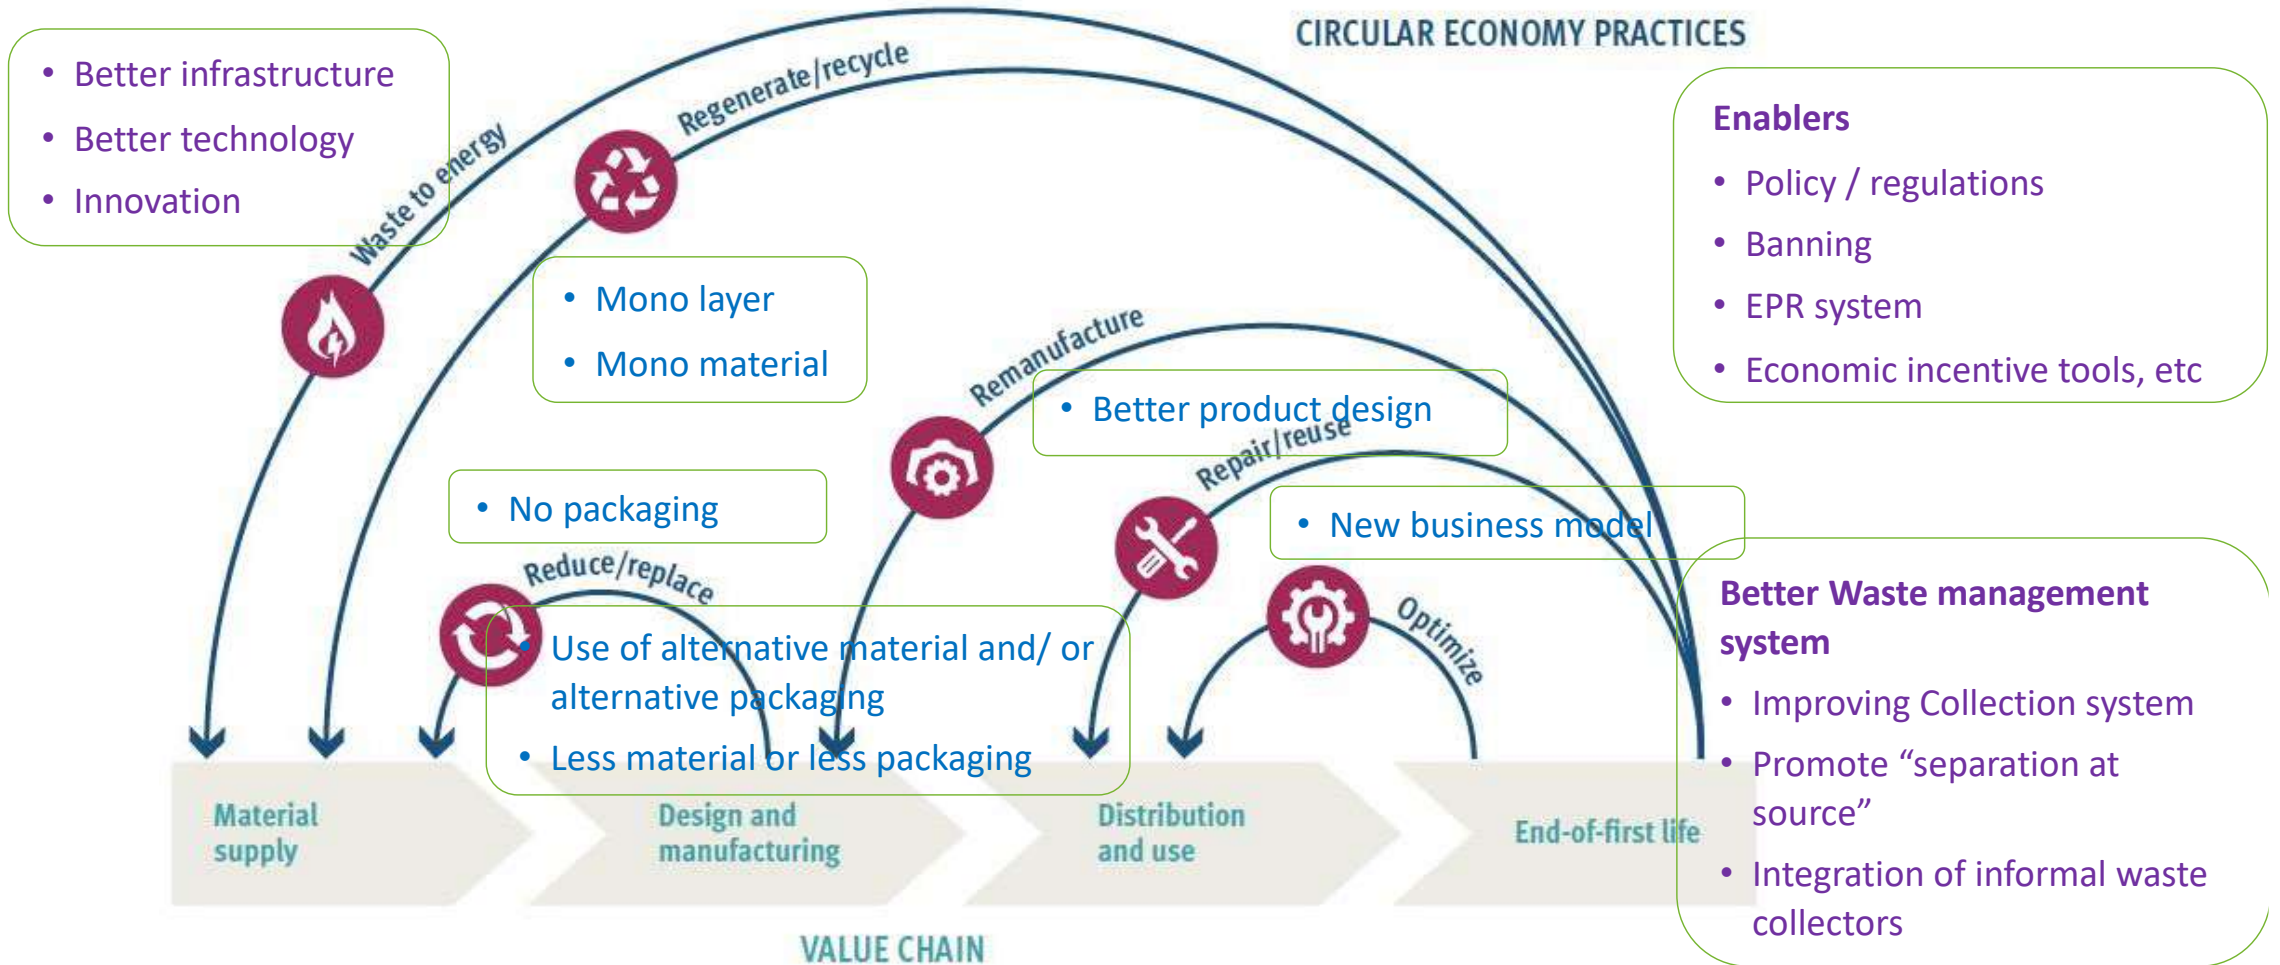 CIRCULAR ECONOMY PRACTICES
• Better infrastructure
• Better technology
• Innovation
Waste to energy
Regenerate/recycle
Enablers
• Policy / regulations
• Banning
• EPR system
• Economic incentive tools, etc
• Mono layer
• Mono material
Remanufacture
• Better product design
Repair/reuse
• No packaging
• New business model
Reduce/replace
• Use of alternative material and/ or
alternative packaging
• Less material or less packaging
Optimize
Better Waste management
system
• Improving Collection system
• Promote “separation at
source”
• Integration of informal waste
collectors
Material
supply
Design and
manufacturing
Distribution
and use
End-of-first life
VALUE CHAIN